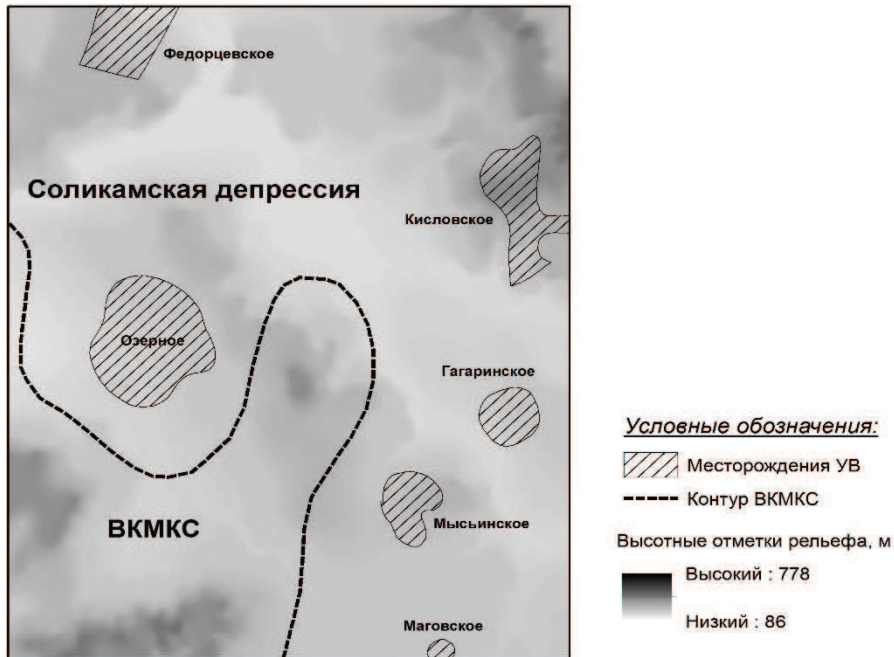 Федорцевское
Соликамская депрессия
Кисловское
Озерное
Гагаринское
Мысьинское
ВКМКС
Маговское
Условные обозначения:
Месторождения УВ
Контур ВКМКС
Высотные отметки рельефа, м
Высокий : 778
Низкий : 86